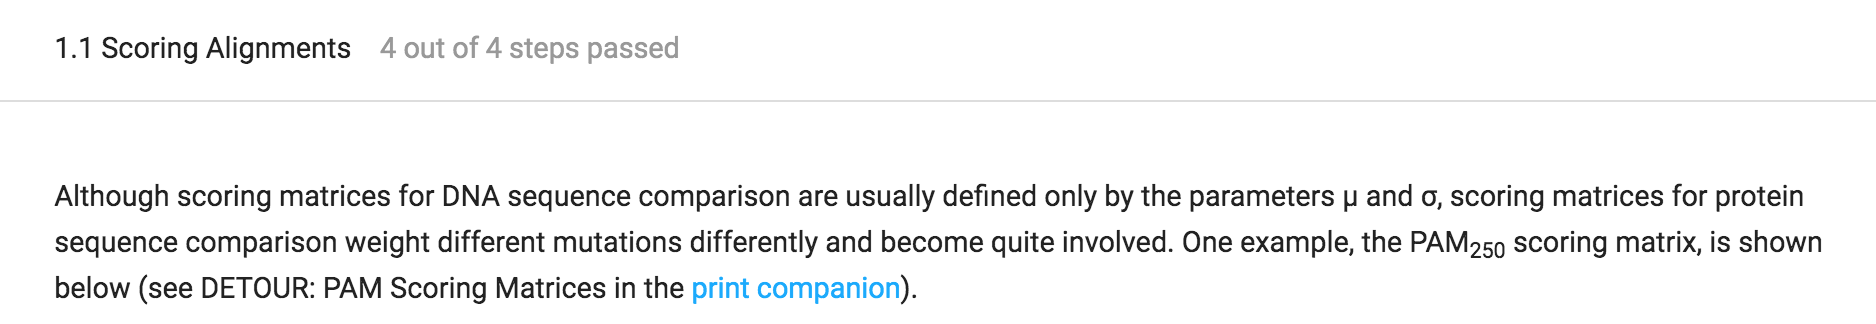 1.1 Scoring Alignments 4 out of 4 steps passed
Although scoring matrices for DNA sequence comparison are usually defined only by the parameters μ and σ, scoring matrices for protein
sequence comparison weight different mutations differently and become quite involved. One example, the PAM₂₅₀ scoring matrix, is shown
below (see DETOUR: PAM Scoring Matrices in the print companion).